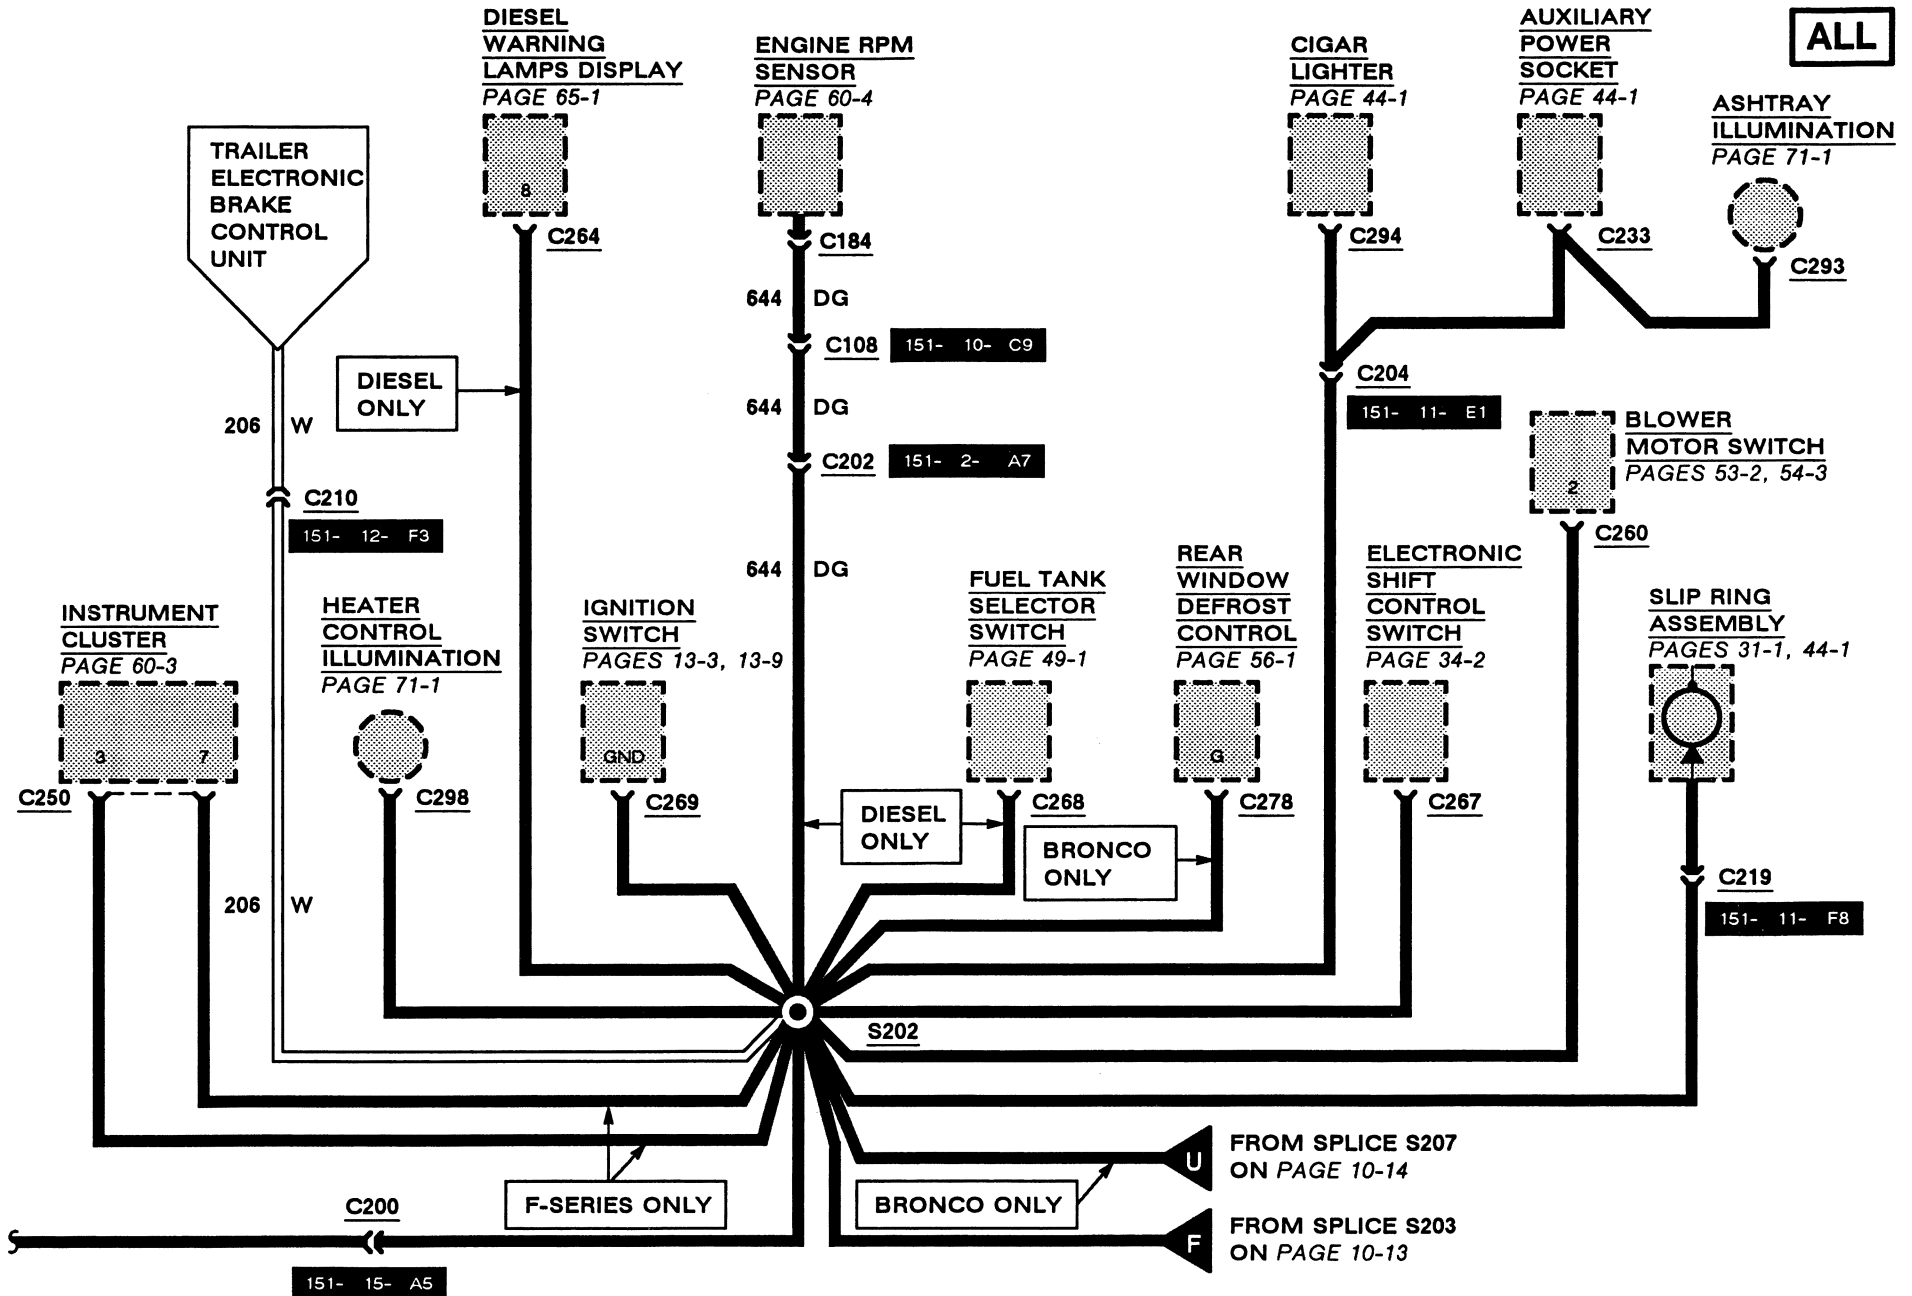 DIESEL
WARNING
LAMPS DISPLAY
PAGE 65-1
8
C264
ENGINE RPM
SENSOR
PAGE 60-4
C184
644 DG
C108
151- 10- C9
644 DG
C202
151- 2- A7
644 DG
CIGAR
LIGHTER
PAGE 44-1
C294
AUXILIARY
POWER
SOCKET
PAGE 44-1
C233
ALL
ASHTRAY
ILLUMINATION
PAGE 71-1
C293
C204
151- 11- E1
TRAILER
ELECTRONIC
BRAKE
CONTROL
UNIT
DIESEL
ONLY
206 W
C210
151- 12- F3
BLOWER
MOTOR SWITCH
PAGES 53-2, 54-3
2
C260
INSTRUMENT
CLUSTER
PAGE 60-3
3 7
C250
HEATER
CONTROL
ILLUMINATION
PAGE 71-1
C298
IGNITION
SWITCH
PAGES 13-3, 13-9
GND
C269
FUEL TANK
SELECTOR
SWITCH
PAGE 49-1
C268
REAR
WINDOW
DEFROST
CONTROL
PAGE 56-1
G
C278
ELECTRONIC
SHIFT
CONTROL
SWITCH
PAGE 34-2
C267
SLIP RING
ASSEMBLY
PAGES 31-1, 44-1
C219
151- 11- F8
DIESEL
ONLY
BRONCO
ONLY
206 W
S202
F-SERIES ONLY
BRONCO ONLY
U
FROM SPLICE S207
ON PAGE 10-14
F
FROM SPLICE S203
ON PAGE 10-13
C200
151- 15- A5